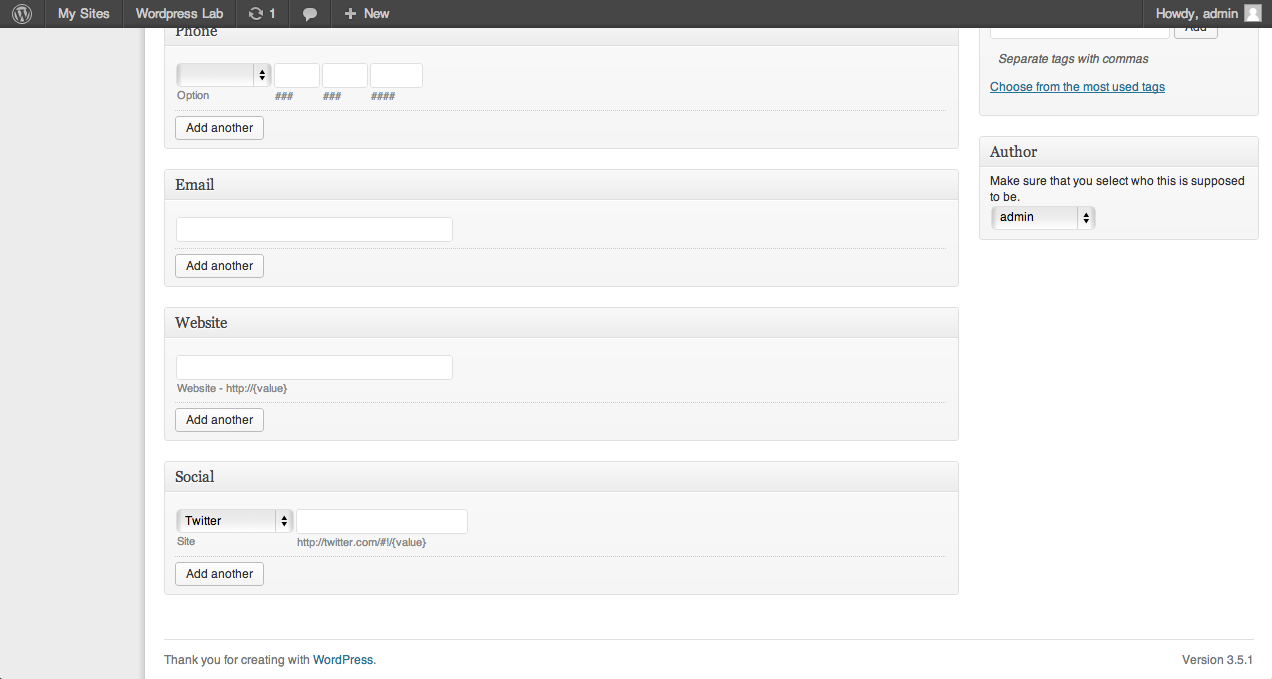 My Sites Wordpress Lab 1 New Howdy, admin
Phone
Option ### ### ####
Add another
Email
Add another
Website
Website - http://{value}
Add another
Social
Twitter
Site http://twitter.com/#!/{value}
Add another
Add
Separate tags with commas
Choose from the most used tags
Author
Make sure that you select who this is supposed
to be.
admin
Thank you for creating with WordPress.
Version 3.5.1